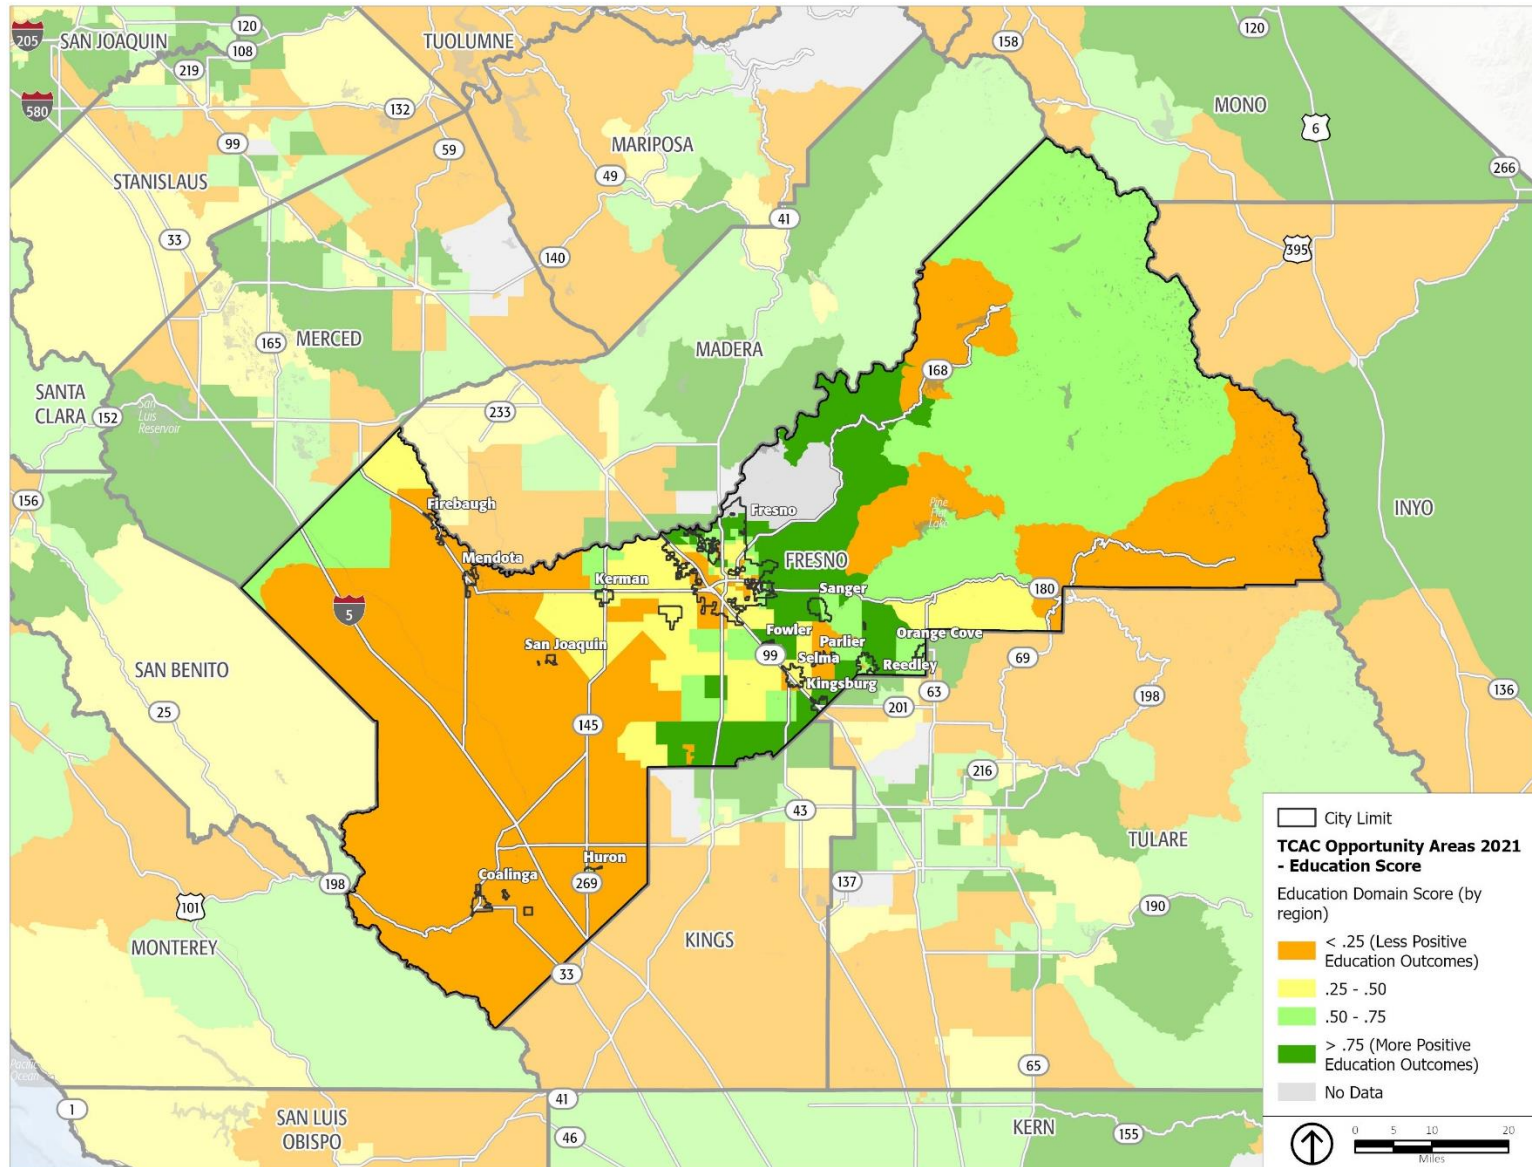 205
SAN JOAQUIN
120
108
TUOLUMNE
158
120
219
580
132
MONO
6
99
59
MARIPOSA
STANISLAUS
49
266
33
41
140
395
165
MERCED
MADERA
168
SANTA
CLARA
152
San
Luis
Reservoir
233
156
Firebaugh
Fresno
Pine
Flat
Lake
INYO
Mendota
FRESNO
Kerman
Sanger
180
5
San Joaquin
Fowler
Parlier
Orange Cove
99
Selma
Reedley
69
SAN BENITO
Kingsburg
63
198
136
25
145
201
216
43
TULARE
Huron
Coalinga
198
269
137
101
190
MONTEREY
KINGS
33
65
Pacific
Ocean
1
SAN LUIS
OBISPO
41
46
KERN
155
City Limit
TCAC Opportunity Areas 2021
- Education Score
Education Domain Score (by
region)
< .25 (Less Positive
Education Outcomes)
.25 - .50
.50 - .75
> .75 (More Positive
Education Outcomes)
No Data
0 5 10 20
Miles